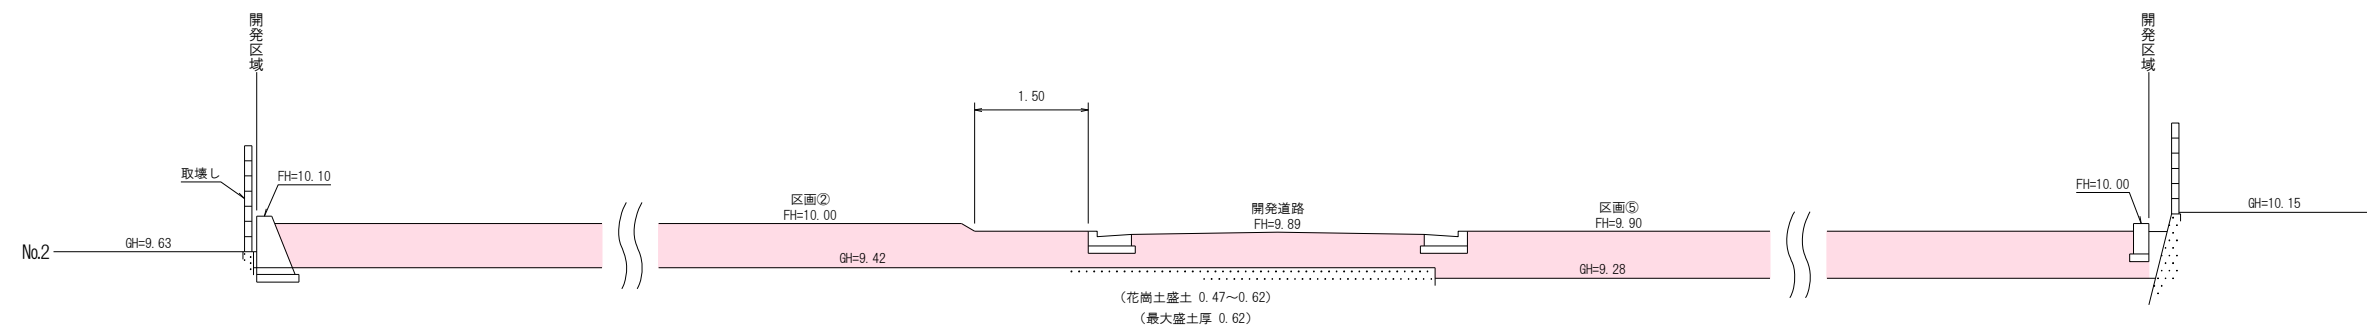 開発区域
開発区域
1.50
取壊し
FH=10.10
FH=10.00
区画②
FH=10.00
開発道路
FH=9.89
区画⑤
FH=9.90
GH=10.15
No.2
GH=9.63
GH=9.42
GH=9.28
(花崗土盛土 0.47～0.62)
(最大盛土厚 0.62)